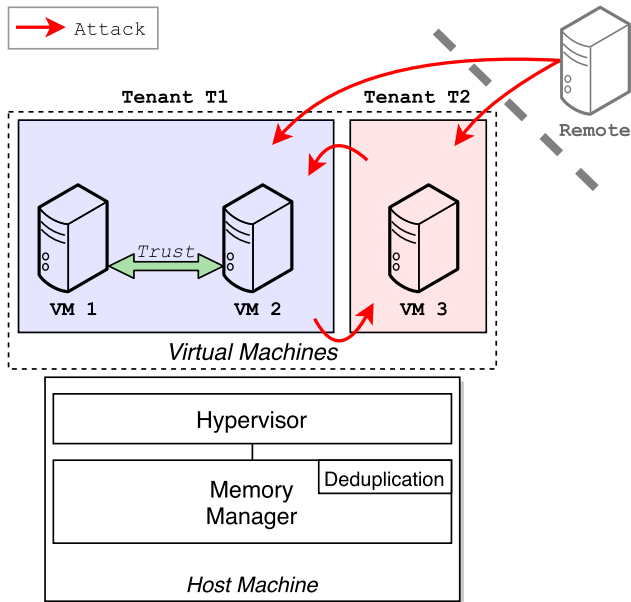 Attack
Tenant T1
Tenant T2
Remote
Trust
VM 1
VM 2
VM 3
Virtual Machines
Hypervisor
Deduplication
Memory
Manager
Host Machine